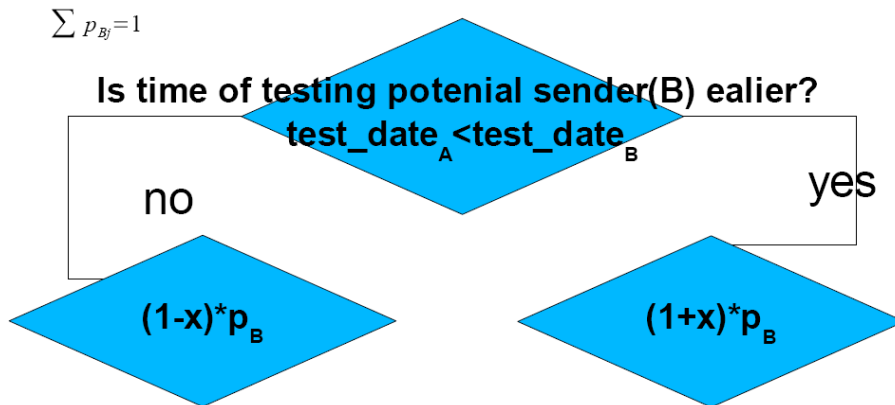 ∑ p_Bj=1
Is time of testing potenial sender(B) ealier?
test_date_A<test_date_B
no
yes
(1-x)*p_B
(1+x)*p_B